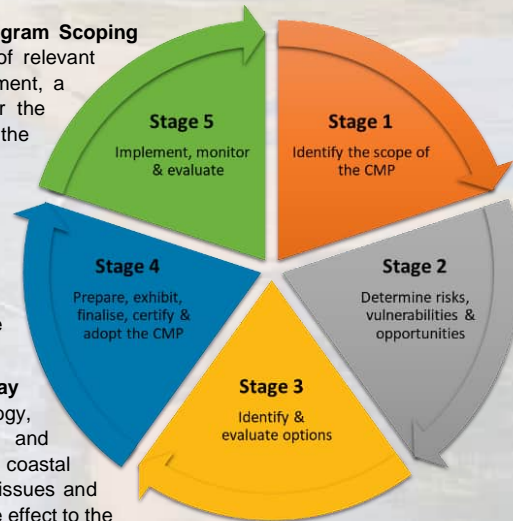 gram Scoping
of relevant
ment, a
r the
the
e
ay
ogy,
and
coastal
issues and
e effect to the
Stage 1
Identify the scope of
the CMP
Stage 2
Determine risks,
vulnerabilities &
opportunities
Stage 3
Identify &
evaluate options
Stage 4
Prepare, exhibit,
finalise, certify &
adopt the CMP
Stage 5
Implement, monitor
& evaluate